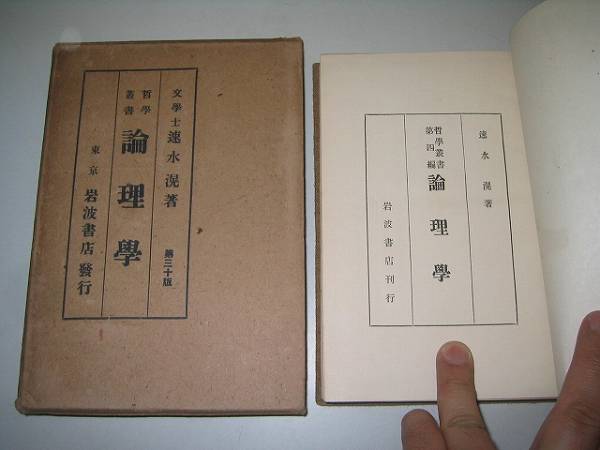 文學士 速水滉著
第三十版
哲學叢書
論理學
東京 岩波書店發行
速水滉著
哲學叢書
第四編
論理學
岩波書店刊行